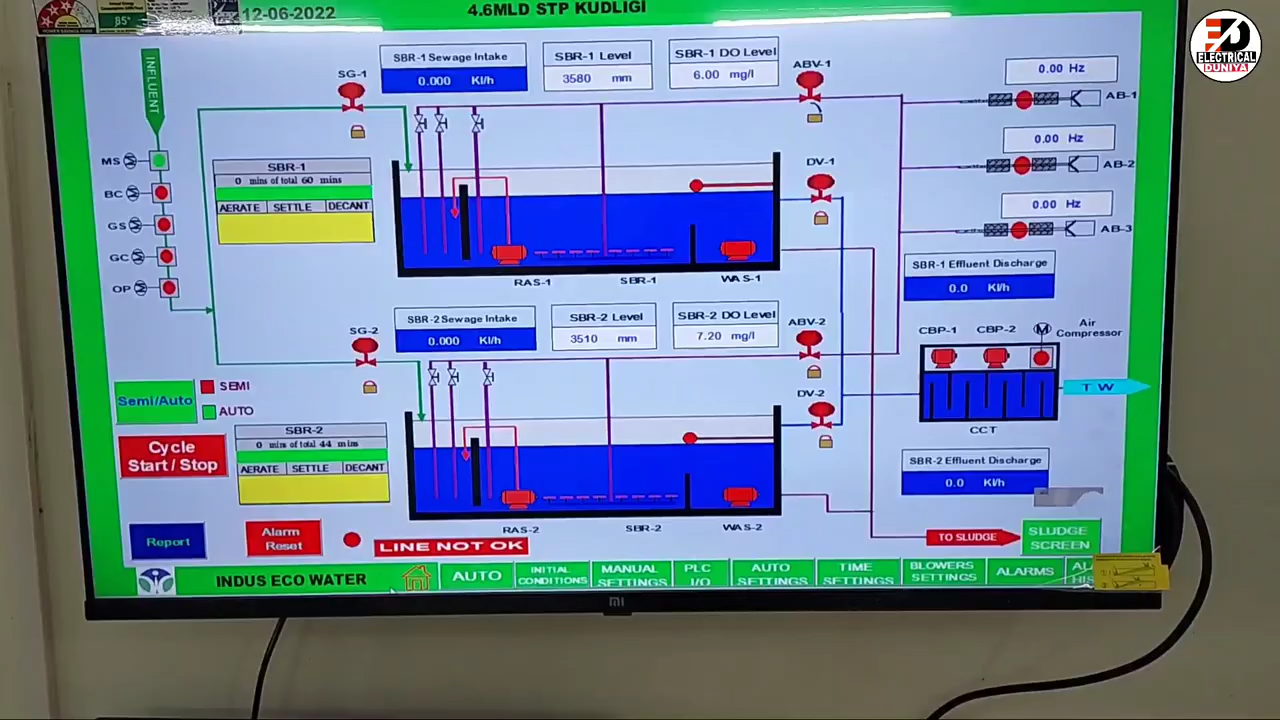 12-06-2022
4.6MLD STP KUDLIGI
85°
ELECTRICAL
DUNIYA
INFLUENT
SG-1
SBR-1 Sewage Intake
0.000 Kl/h
SBR-1 Level
3580 mm
SBR-1 DO Level
6.00 mg/l
ABV-1
0.00 Hz
AB-1
0.00 Hz
AB-2
0.00 Hz
AB-3
MS
BC
GS
GC
OP
SBR-1
0 mins of total 60 mins
AERATE SETTLE DECANT
DV-1
RAS-1
SBR-1
WAS-1
SBR-1 Effluent Discharge
0.0 Kl/h
SG-2
SBR-2 Sewage Intake
0.000 Kl/h
SBR-2 Level
3510 mm
SBR-2 DO Level
7.20 mg/l
ABV-2
CBP-1
CBP-2
M
Air
Compressor
T W
CCT
Semi/Auto
SEMI
AUTO
DV-2
Cycle
Start / Stop
SBR-2
0 mins of total 44 mins
AERATE SETTLE DECANT
SBR-2 Effluent Discharge
0.0 Kl/h
RAS-2
SBR-2
WAS-2
Report
Alarm
Reset
LINE NOT OK
TO SLUDGE
SLUDGE
SCREEN
INDUS ECO WATER
AUTO
INITIAL
CONDITIONS
MANUAL
SETTINGS
PLC
I/O
AUTO
SETTINGS
TIME
SETTINGS
BLOWERS
SETTINGS
ALARMS
mi